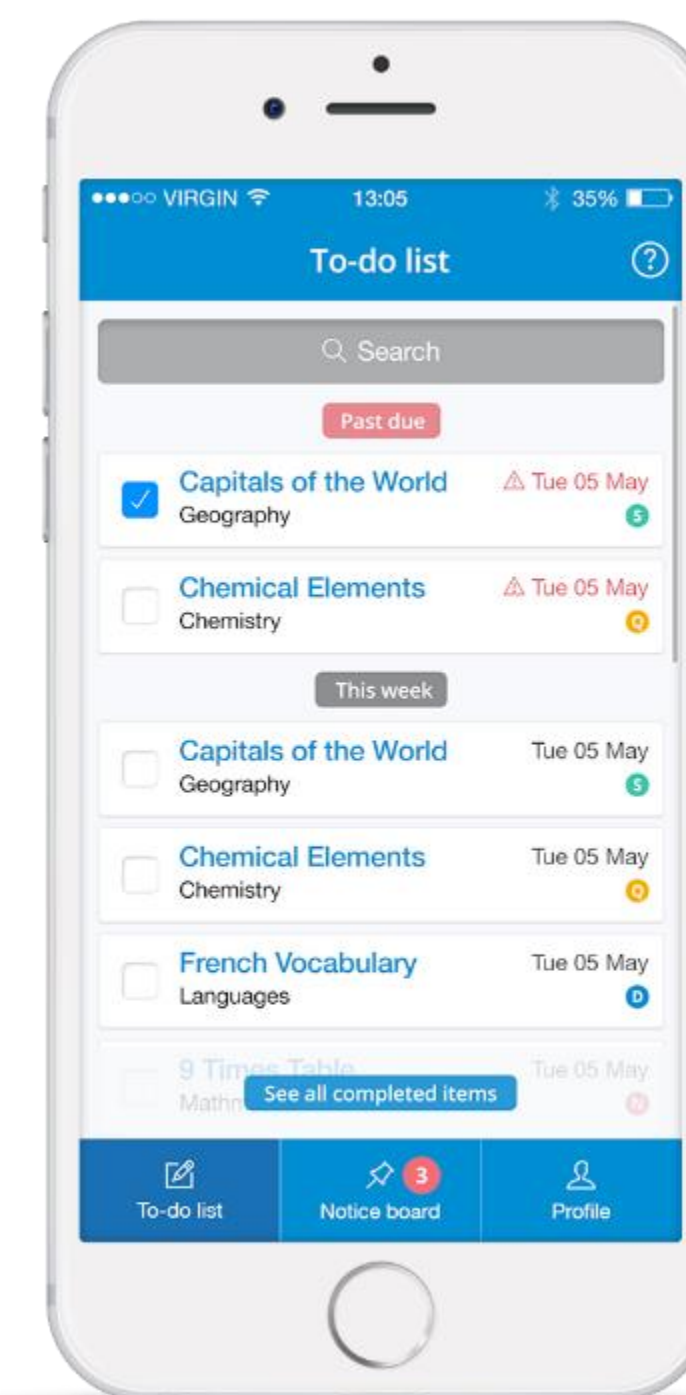 VIRGIN 13:05 35%
To-do list ?
Search
Past due
Capitals of the World Tue 05 May
Geography S
Chemical Elements Tue 05 May
Chemistry Q
This week
Capitals of the World Tue 05 May
Geography S
Chemical Elements Tue 05 May
Chemistry Q
French Vocabulary Tue 05 May
Languages D
9 Times Table Tue 05 May
See all completed items N
3
To-do list Notice board Profile